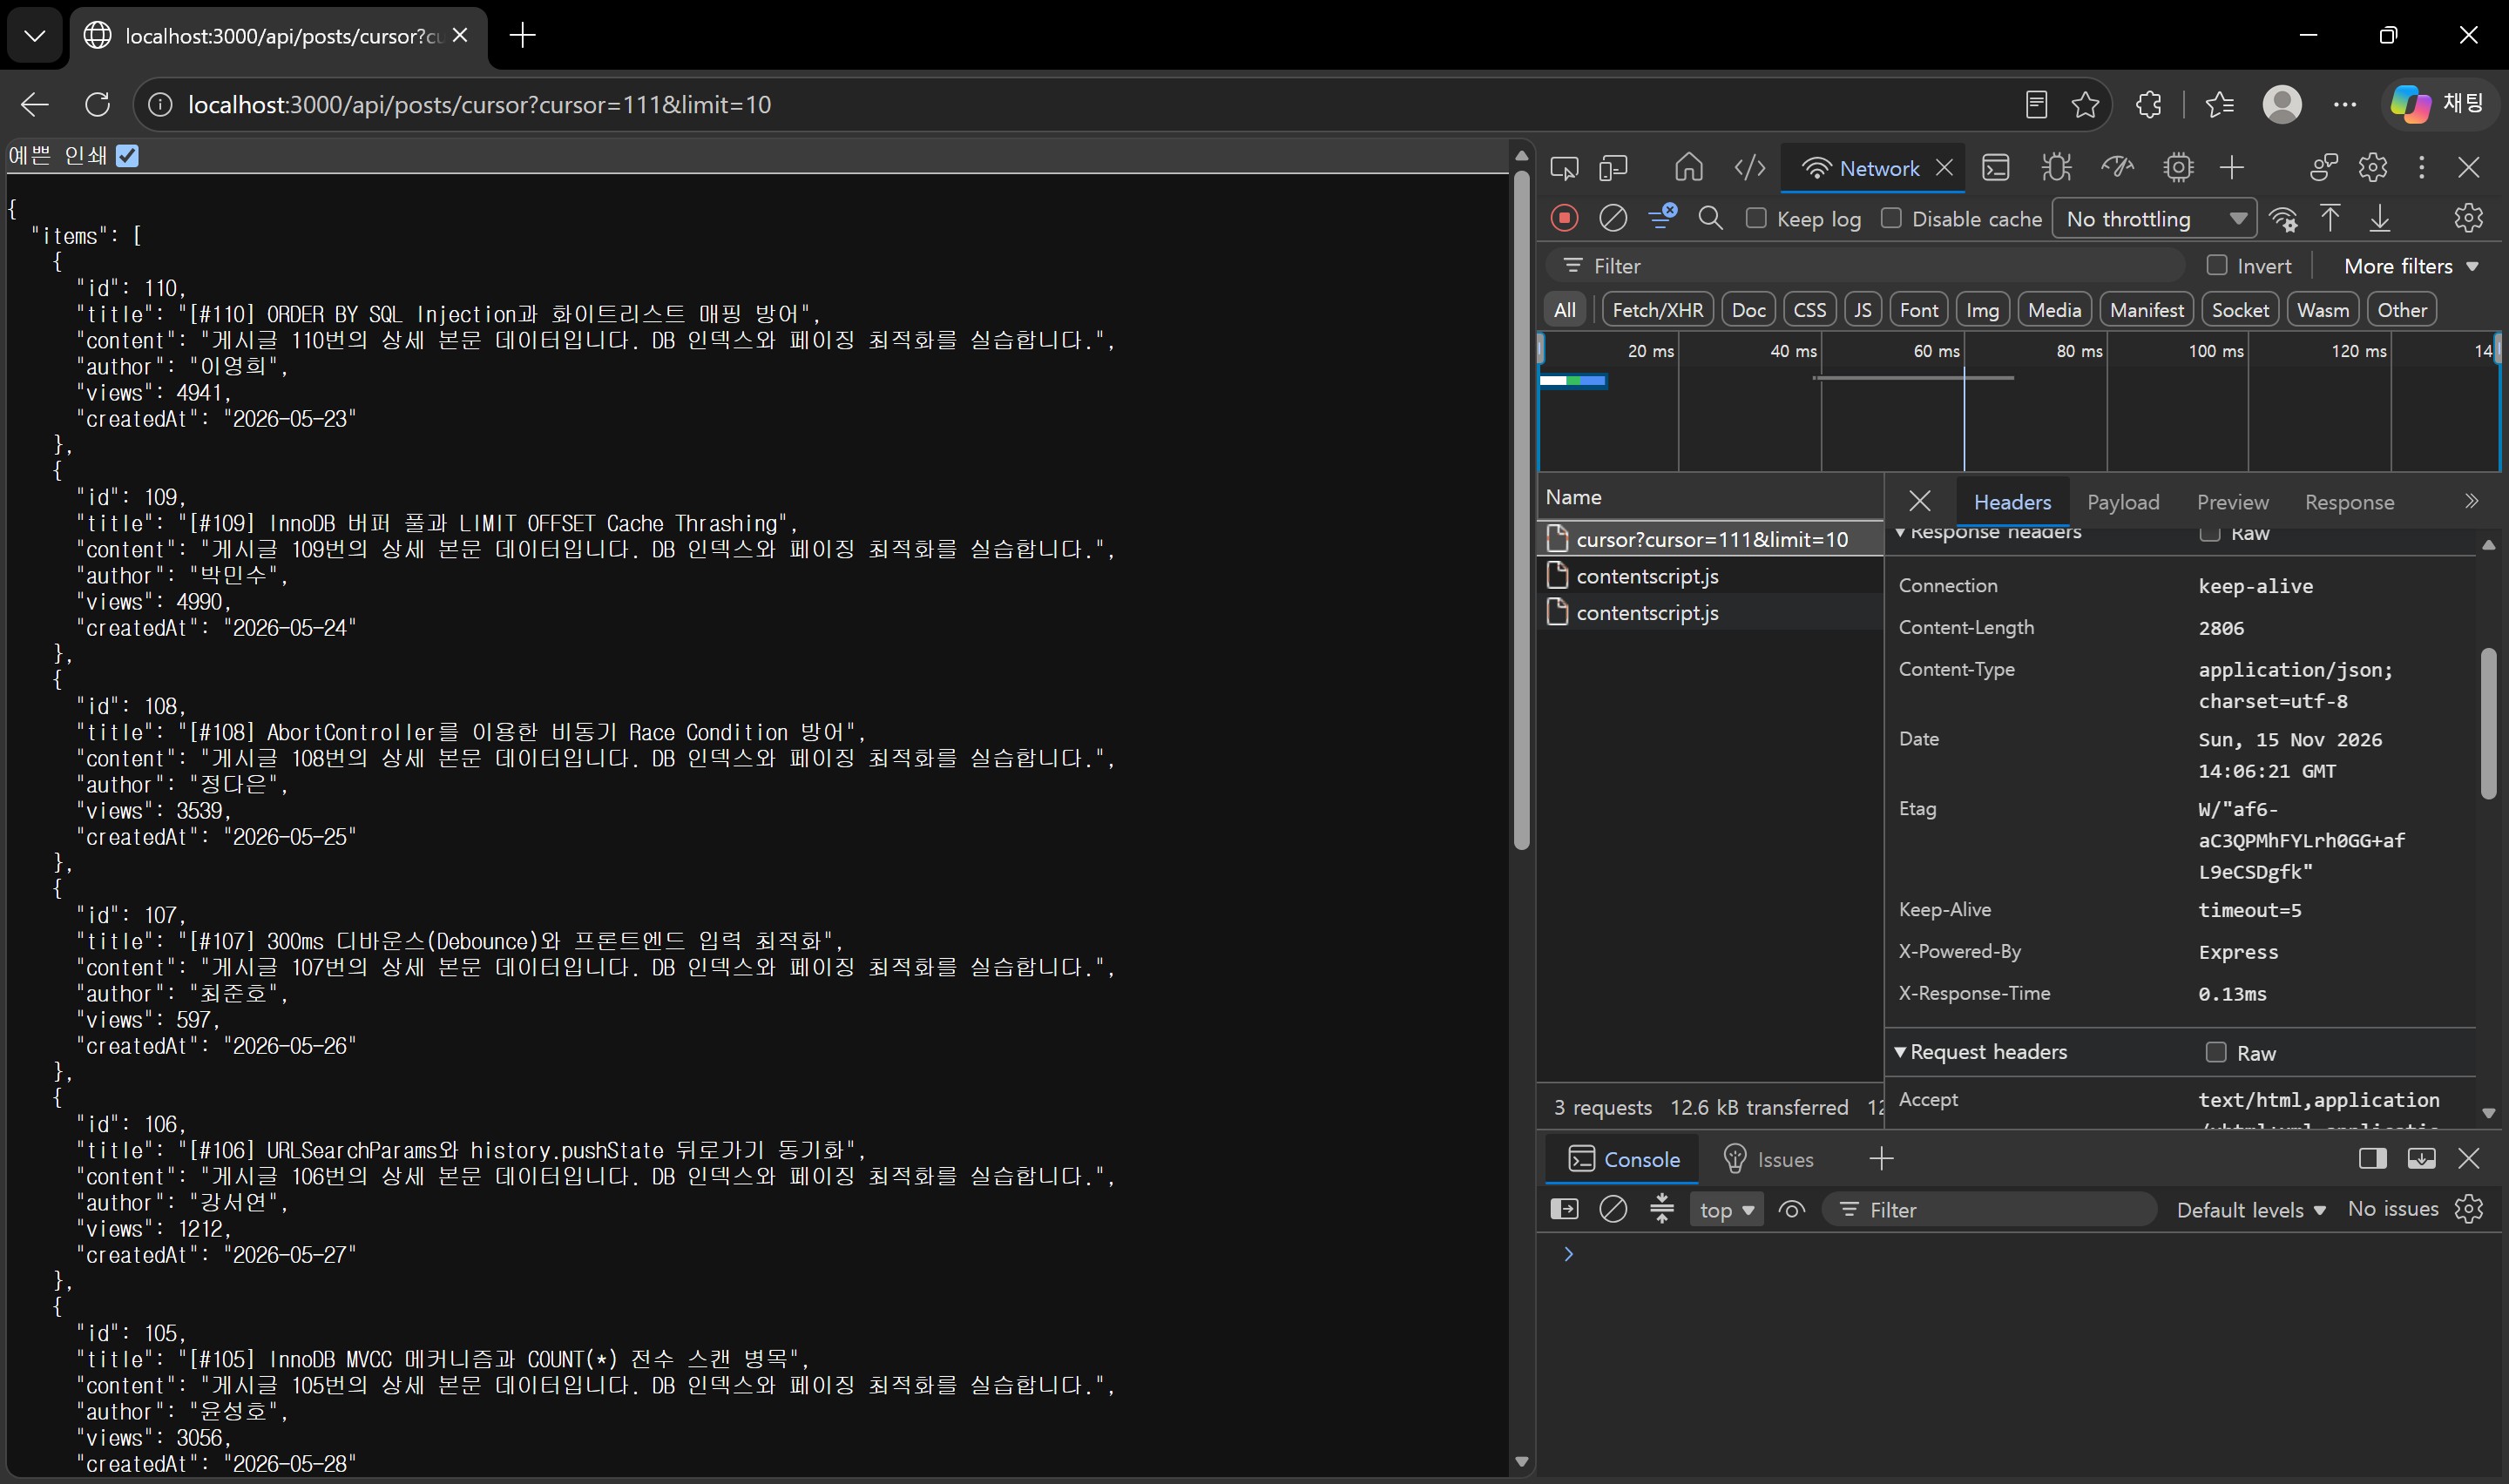 localhost:3000/api/posts/cursor?cu
localhost:3000/api/posts/cursor?cursor=111&limit=10
채팅
예쁜 인쇄
{
"items": [
{
"id": 110,
"title": "[#110] ORDER BY SQL Injection과 화이트리스트 매핑 방어",
"content": "게시글 110번의 상세 본문 데이터입니다. DB 인덱스와 페이징 최적화를 실습합니다.",
"author": "이영희",
"views": 4941,
"createdAt": "2026-05-23"
},
{
"id": 109,
"title": "[#109] InnoDB 버퍼 풀과 LIMIT OFFSET Cache Thrashing",
"content": "게시글 109번의 상세 본문 데이터입니다. DB 인덱스와 페이징 최적화를 실습합니다.",
"author": "박민수",
"views": 4990,
"createdAt": "2026-05-24"
},
{
"id": 108,
"title": "[#108] AbortController를 이용한 비동기 Race Condition 방어",
"content": "게시글 108번의 상세 본문 데이터입니다. DB 인덱스와 페이징 최적화를 실습합니다.",
"author": "정다은",
"views": 3539,
"createdAt": "2026-05-25"
},
{
"id": 107,
"title": "[#107] 300ms 디바운스(Debounce)와 프론트엔드 입력 최적화",
"content": "게시글 107번의 상세 본문 데이터입니다. DB 인덱스와 페이징 최적화를 실습합니다.",
"author": "최준호",
"views": 597,
"createdAt": "2026-05-26"
},
{
"id": 106,
"title": "[#106] URLSearchParams와 history.pushState 뒤로가기 동기화",
"content": "게시글 106번의 상세 본문 데이터입니다. DB 인덱스와 페이징 최적화를 실습합니다.",
"author": "강서연",
"views": 1212,
"createdAt": "2026-05-27"
},
{
"id": 105,
"title": "[#105] InnoDB MVCC 메커니즘과 COUNT(*) 전수 스캔 병목",
"content": "게시글 105번의 상세 본문 데이터입니다. DB 인덱스와 페이징 최적화를 실습합니다.",
"author": "윤성호",
"views": 3056,
"createdAt": "2026-05-28"
Network
Keep log Disable cache No throttling
Filter Invert More filters
All Fetch/XHR Doc CSS JS Font Img Media Manifest Socket Wasm Other
20 ms 40 ms 60 ms 80 ms 100 ms 120 ms 14
Name
cursor?cursor=111&limit=10
contentscript.js
contentscript.js
3 requests 12.6 kB transferred 12
Headers Payload Preview Response
Response headers Raw
Connection keep-alive
Content-Length 2806
Content-Type application/json;
charset=utf-8
Date Sun, 15 Nov 2026
14:06:21 GMT
Etag W/"af6-
aC3QPMhFYLrh0GG+af
L9eCSDgfk"
Keep-Alive timeout=5
X-Powered-By Express
X-Response-Time 0.13ms
Request headers Raw
Accept text/html,application
Console Issues
top Filter Default levels No issues